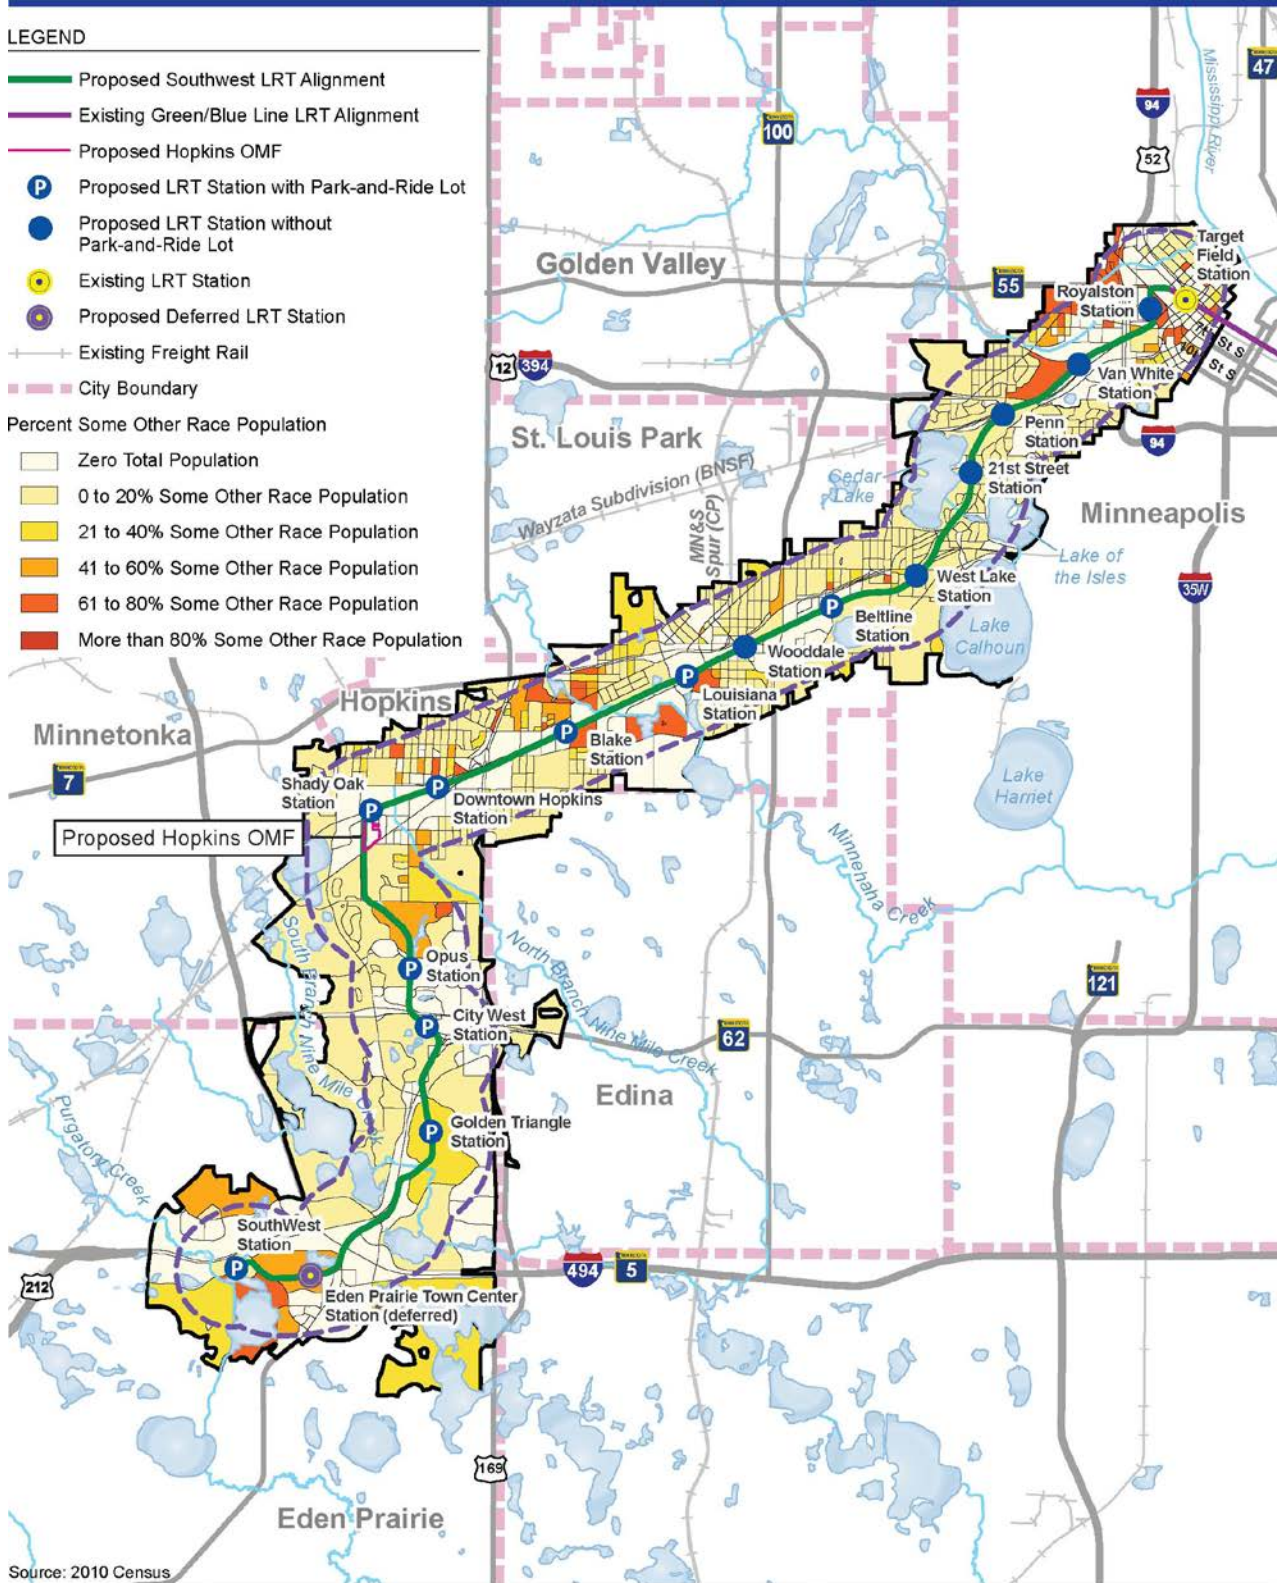 LEGEND
Proposed Southwest LRT Alignment
Existing Green/Blue Line LRT Alignment
Proposed Hopkins OMF
P
Proposed LRT Station with Park-and-Ride Lot
Proposed LRT Station without
Park-and-Ride Lot
Existing LRT Station
Proposed Deferred LRT Station
Existing Freight Rail
City Boundary
Percent Some Other Race Population
Zero Total Population
0 to 20% Some Other Race Population
21 to 40% Some Other Race Population
41 to 60% Some Other Race Population
61 to 80% Some Other Race Population
More than 80% Some Other Race Population
47
94
100
52
Mississippi River
Golden Valley
55
Target
Field
Station
Royalston
Station
7th St S
10th
St S
12
394
Van White
Station
St. Louis Park
Penn
Station
94
Cedar
Lake
21st Street
Station
Wayzata Subdivision (BNSF)
MN&S
Spur (CP)
Minneapolis
Lake of
the Isles
West Lake
Station
35W
P
Beltline
Station
Lake
Calhoun
Wooddale
Station
P
Louisiana
Station
Hopkins
Minnetonka
P
Blake
Station
7
Shady Oak
Station
P
P
Downtown Hopkins
Station
Lake
Harriet
Proposed Hopkins OMF
Minnehaha Creek
South Branch Nine Mile Creek
North Branch Nine Mile Creek
P
Opus
Station
121
P
City West
Station
62
Edina
Purgatory Creek
P
Golden Triangle
Station
SouthWest
Station
P
212
494
5
Eden Prairie Town Center
Station (deferred)
169
Eden Prairie
Source: 2010 Census